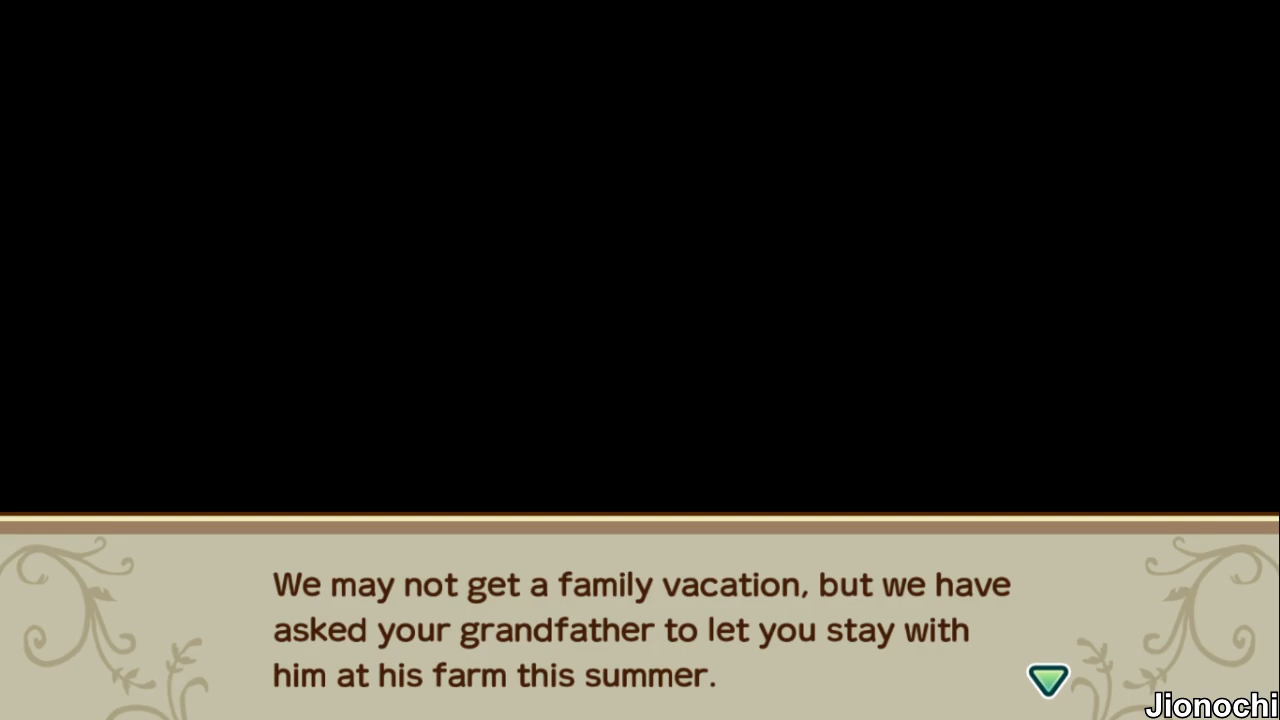 We may not get a family vacation, but we have
asked your grandfather to let you stay with
him at his farm this summer.
Jionochi